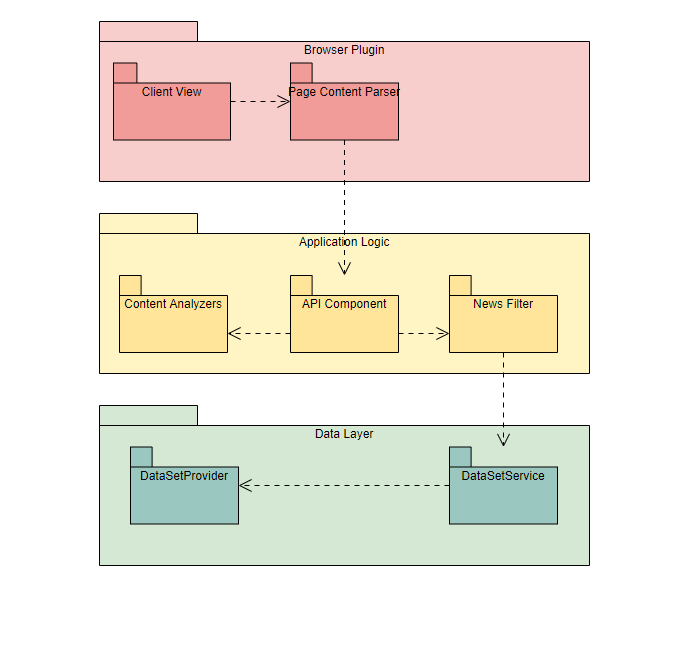 Browser Plugin
Client View
Page Content Parser
Application Logic
Content Analyzers
API Component
News Filter
Data Layer
DataSetProvider
DataSetService